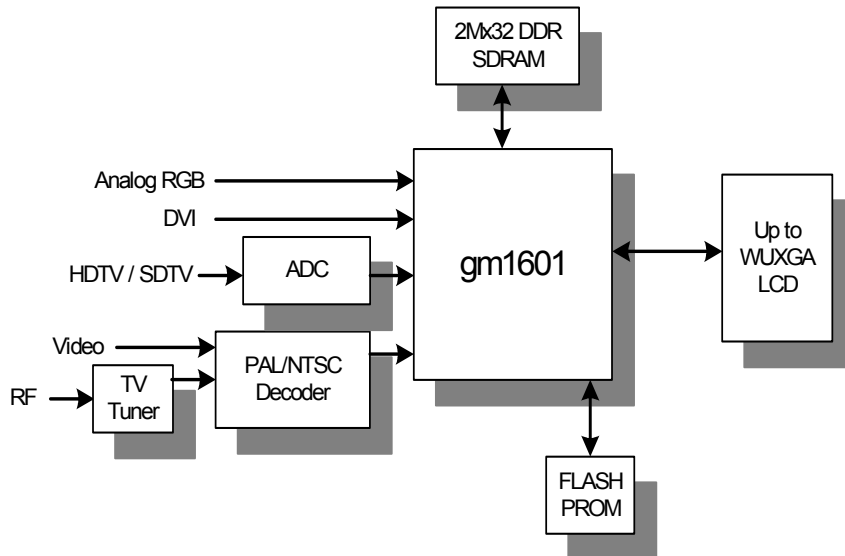 2Mx32 DDR
SDRAM
Analog RGB
DVI
HDTV / SDTV
ADC
gm1601
Up to
WUXGA
LCD
Video
PAL/NTSC
Decoder
RF
TV
Tuner
FLASH
PROM